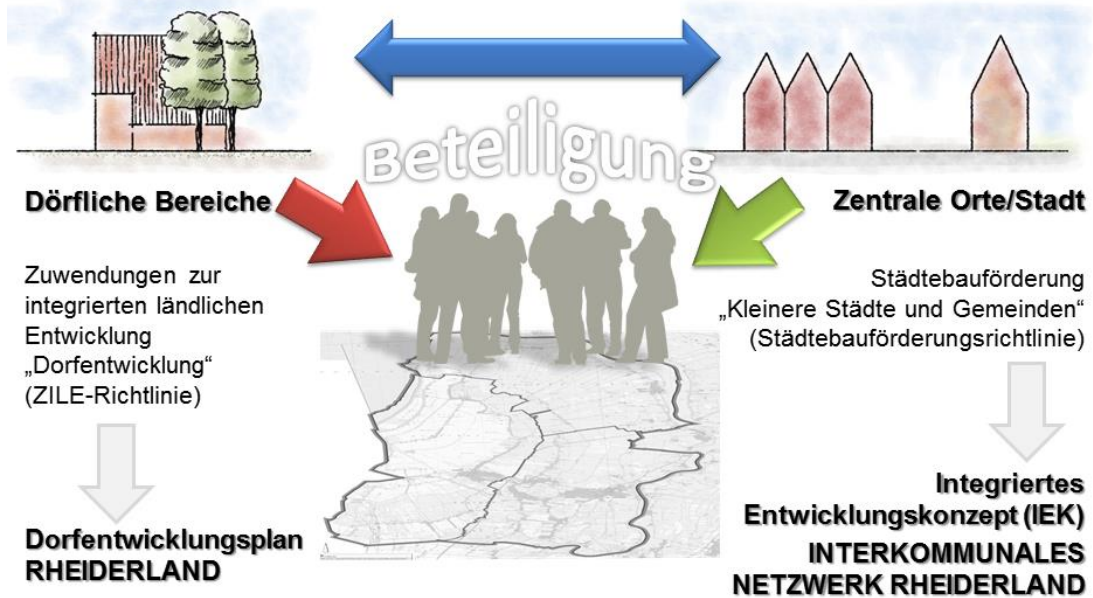 Beteiligung
Dörfliche Bereiche
Zuwendungen zur
integrierten ländlichen
Entwicklung
„Dorfentwicklung“
(ZILE-Richtlinie)
Dorfentwicklungsplan
RHEIDERLAND
Zentrale Orte/Stadt
Städtebauförderung
„Kleinere Städte und Gemeinden“
(Städtebauförderungsrichtlinie)
Integriertes
Entwicklungskonzept (IEK)
INTERKOMMUNALES
NETZWERK RHEIDERLAND